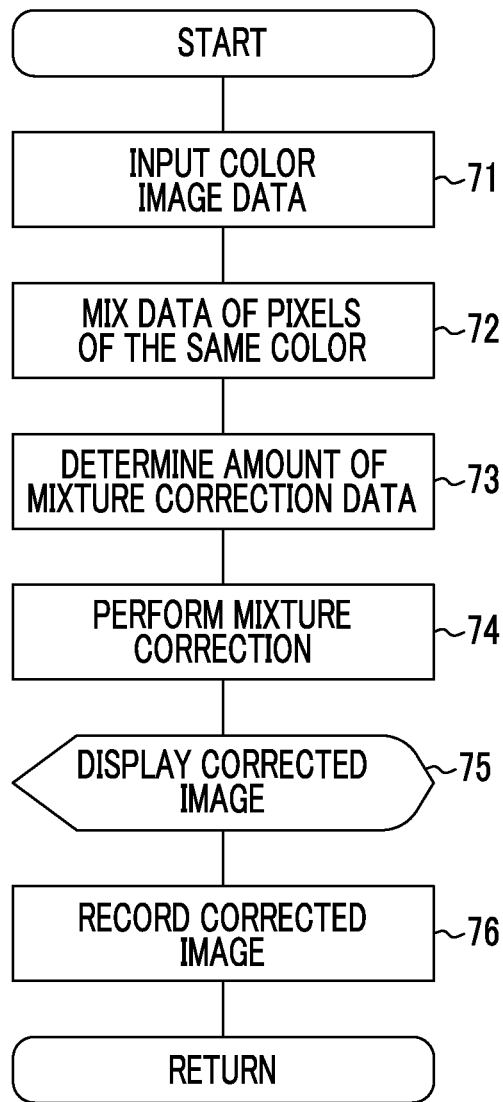 START
INPUT COLOR
IMAGE DATA
71
MIX DATA OF PIXELS
OF THE SAME COLOR
72
DETERMINE AMOUNT OF
MIXTURE CORRECTION DATA
73
PERFORM MIXTURE
CORRECTION
74
DISPLAY CORRECTED
IMAGE
75
RECORD CORRECTED
IMAGE
76
RETURN